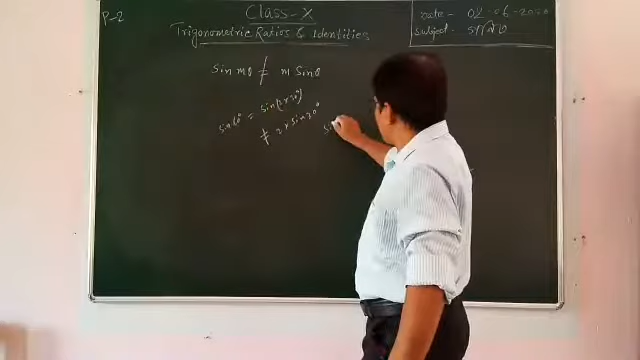 P-2
Class-X
Trigonometric Ratios & Identities
Date - 02-06-2020
Subject -
Sin mθ ≠ m Sinθ
Sin60° = Sin(2×30°)
≠ 2×Sin30°
Si